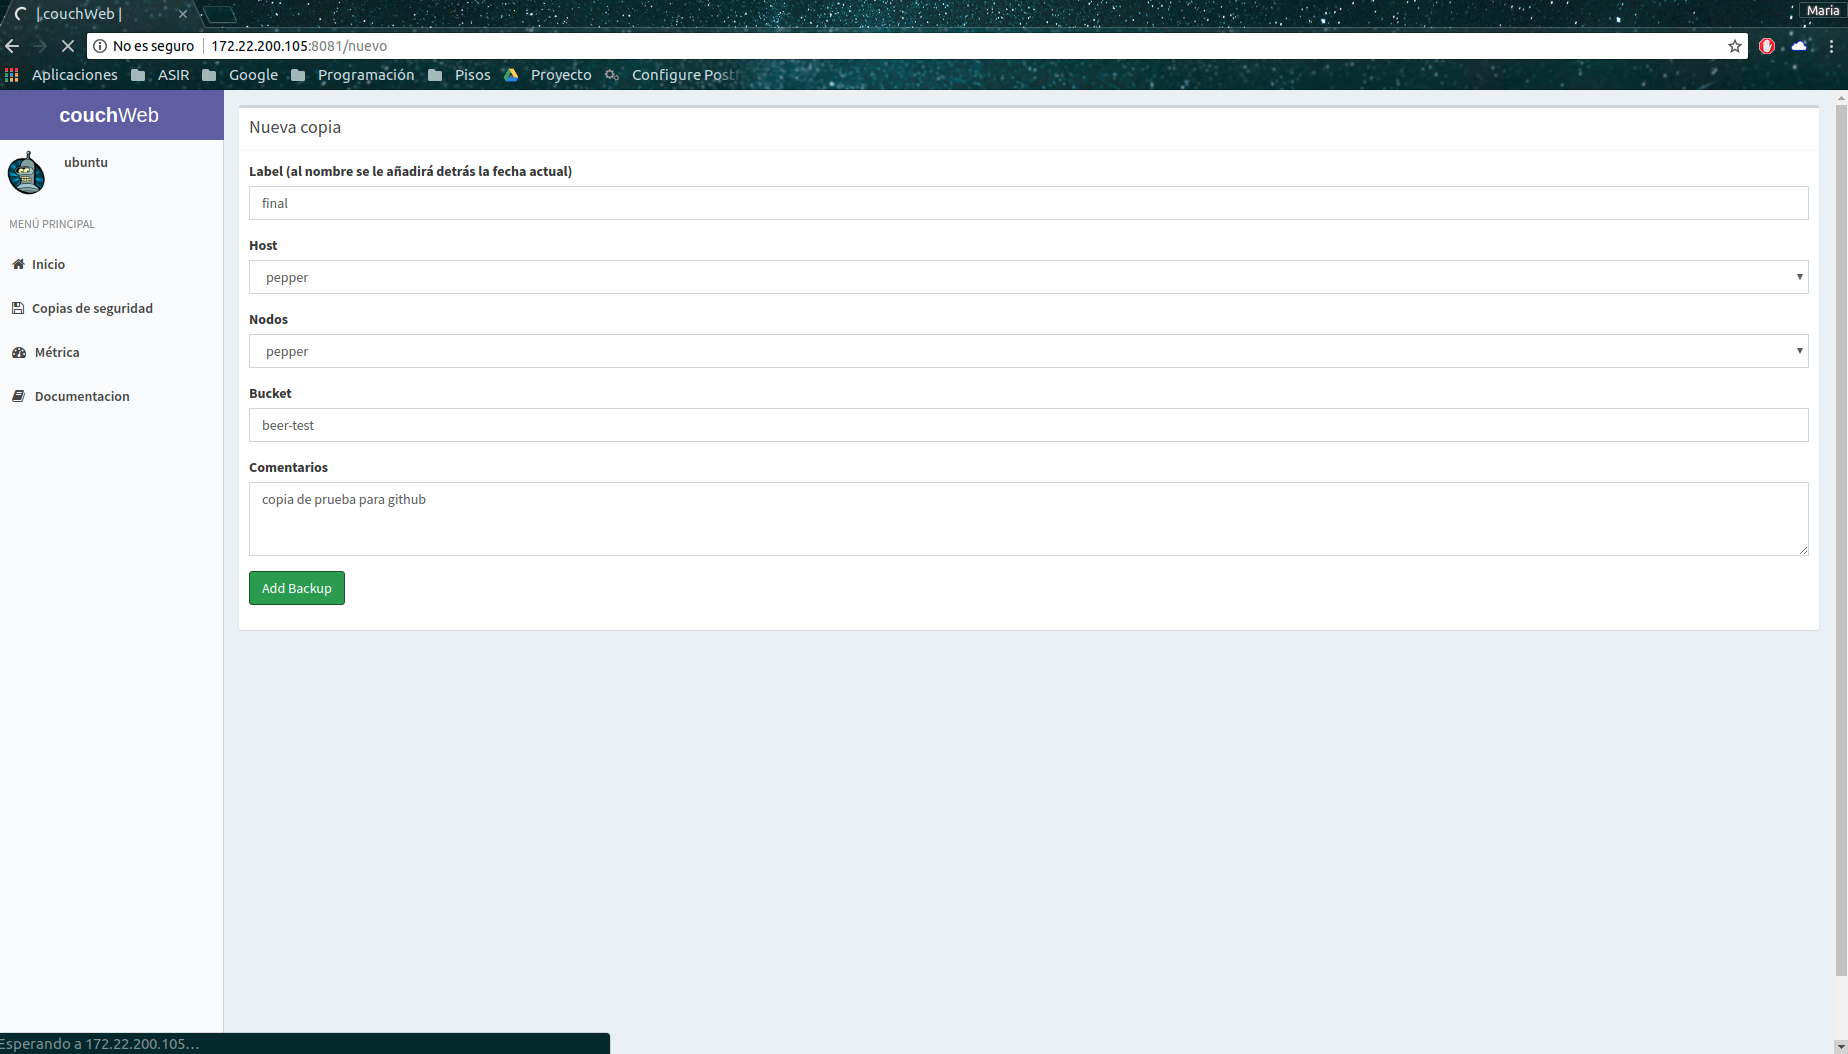 | couchWeb |
Maria
No es seguro 172.22.200.105:8081/nuevo
Aplicaciones ASIR Google Programación Pisos Proyecto Configure Post
couchWeb
ubuntu
MENÚ PRINCIPAL
Inicio
Copias de seguridad
Métrica
Documentacion
Nueva copia
Label (al nombre se le añadirá detrás la fecha actual)
final
Host
pepper
Nodos
pepper
Bucket
beer-test
Comentarios
copia de prueba para github
Add Backup
Esperando a 172.22.200.105…